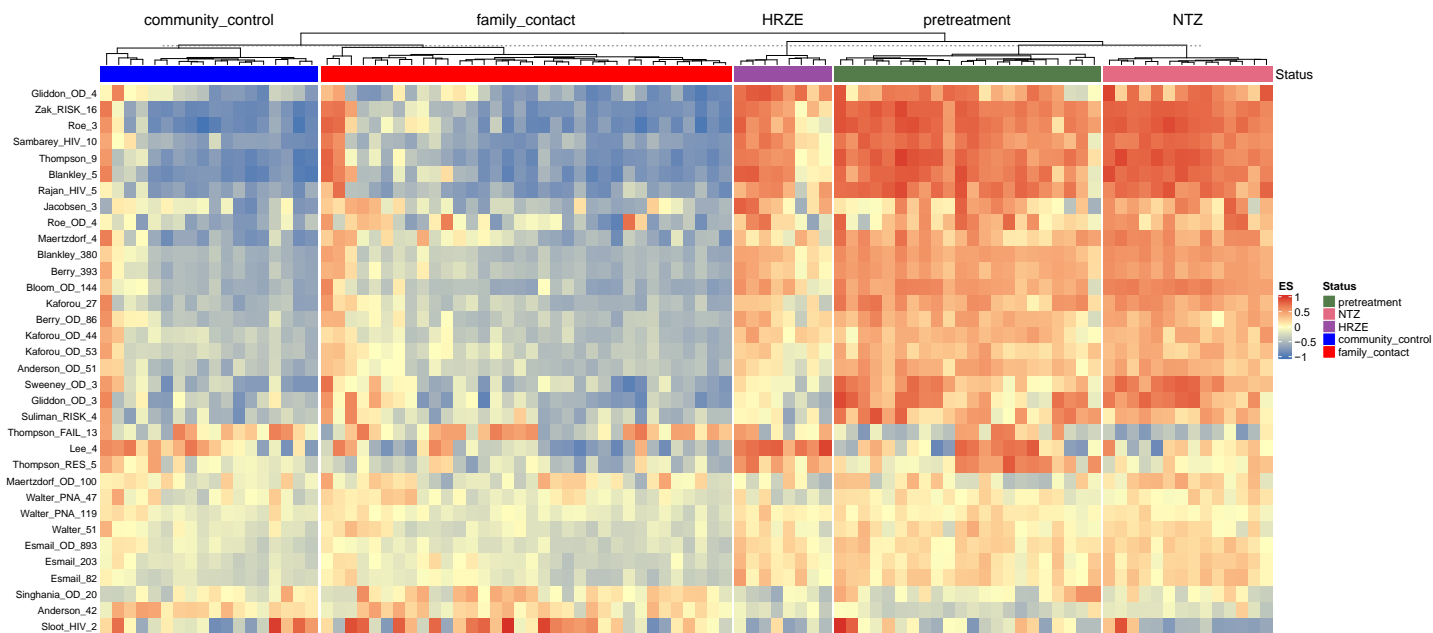 community_control family_contact HRZE pretreatment NTZ
Status
Gliddon_OD_4
Zak_RISK_16
Roe_3
Sambarey_HIV_10
Thompson_9
Blankley_5
Rajan_HIV_5
Jacobsen_3
Roe_OD_4
Maertzdorf_4
Blankley_380
Berry_393
Bloom_OD_144
Kaforou_27
Berry_OD_86
Kaforou_OD_44
Kaforou_OD_53
Anderson_OD_51
Sweeney_OD_3
Gliddon_OD_3
Suliman_RISK_4
Thompson_FAIL_13
Lee_4
Thompson_RES_5
Maertzdorf_OD_100
Walter_PNA_47
Walter_PNA_119
Walter_51
Esmail_OD_893
Esmail_203
Esmail_82
Singhania_OD_20
Anderson_42
Sloot_HIV_2
ES
1
0.5
0
−0.5
−1
Status
pretreatment
NTZ
HRZE
community_control
family_contact